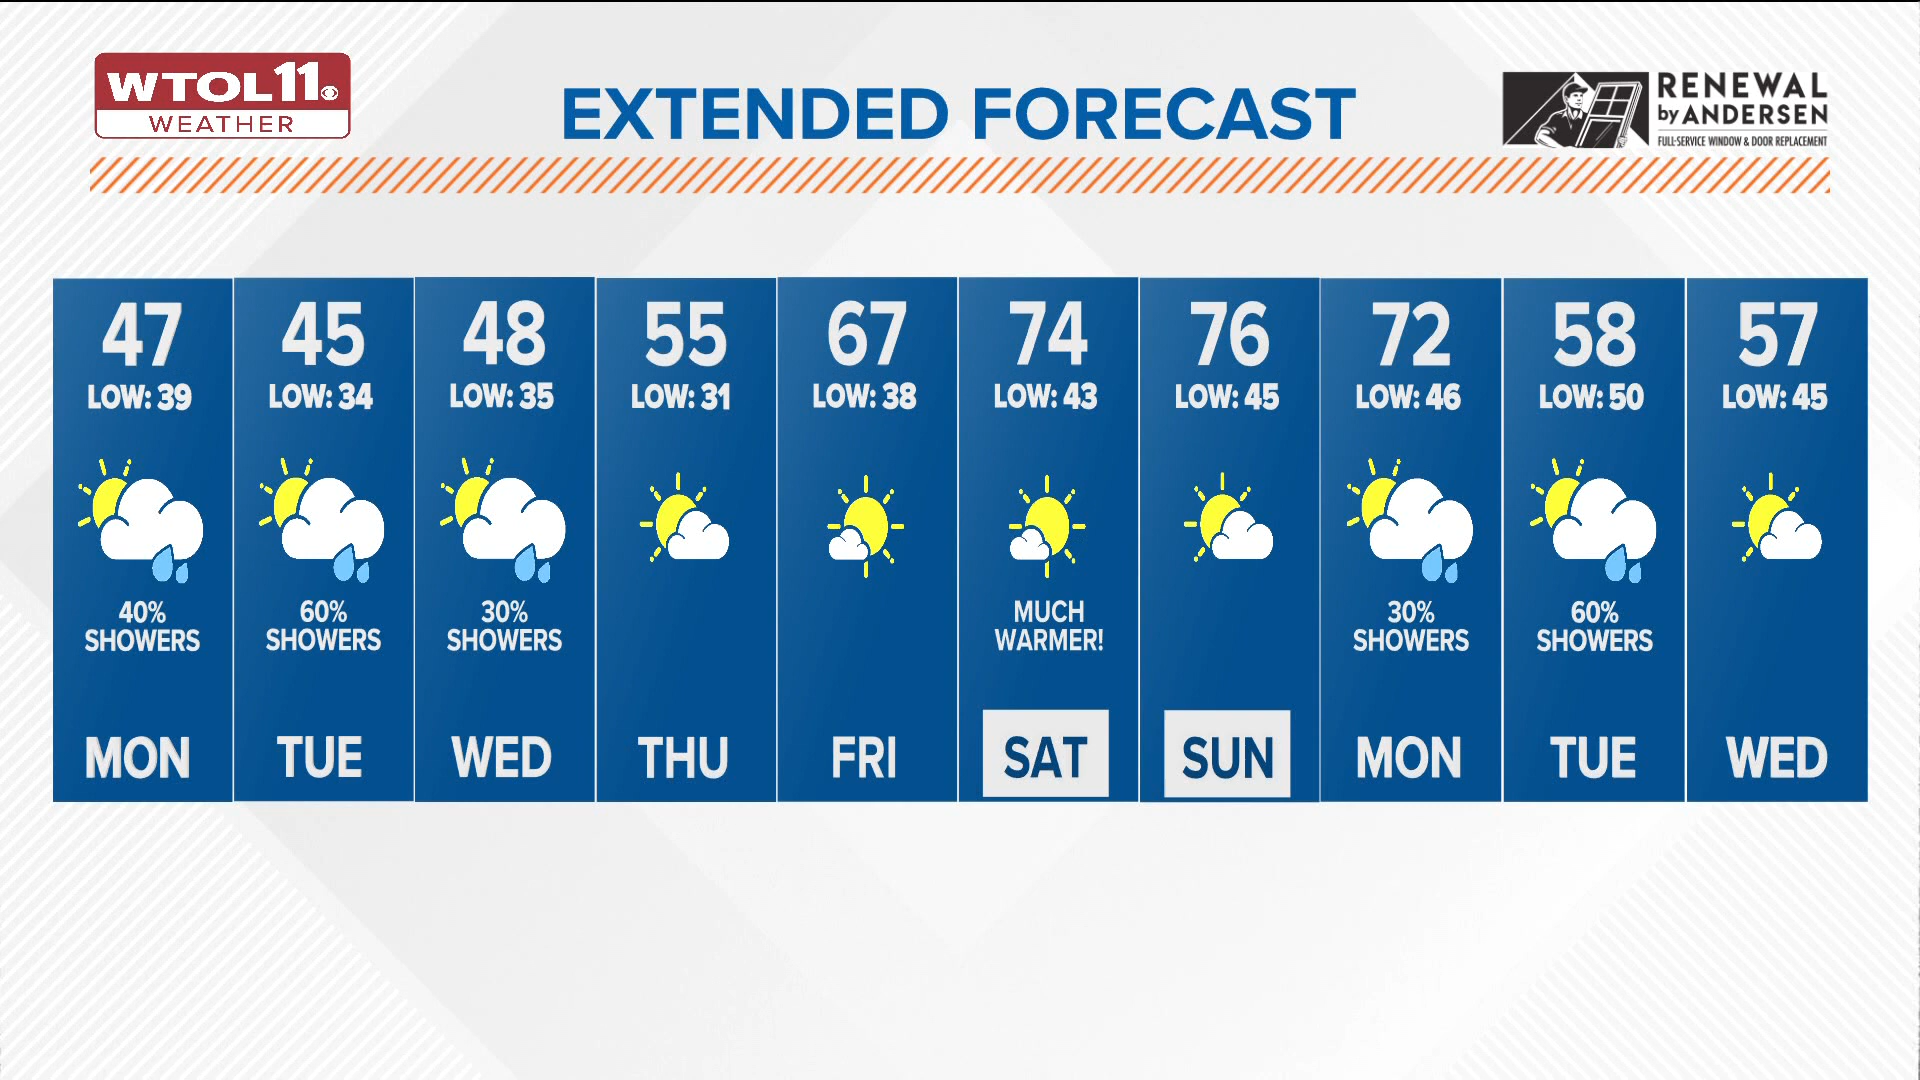 WTOL11
WEATHER
EXTENDED FORECAST
RENEWAL
by ANDERSEN
FULL-SERVICE WINDOW & DOOR REPLACEMENT
47
LOW: 39
40%
SHOWERS
MON
45
LOW: 34
60%
SHOWERS
TUE
48
LOW: 35
30%
SHOWERS
WED
55
LOW: 31
THU
67
LOW: 38
FRI
74
LOW: 43
MUCH
WARMER!
SAT
76
LOW: 45
SUN
72
LOW: 46
30%
SHOWERS
MON
58
LOW: 50
60%
SHOWERS
TUE
57
LOW: 45
WED